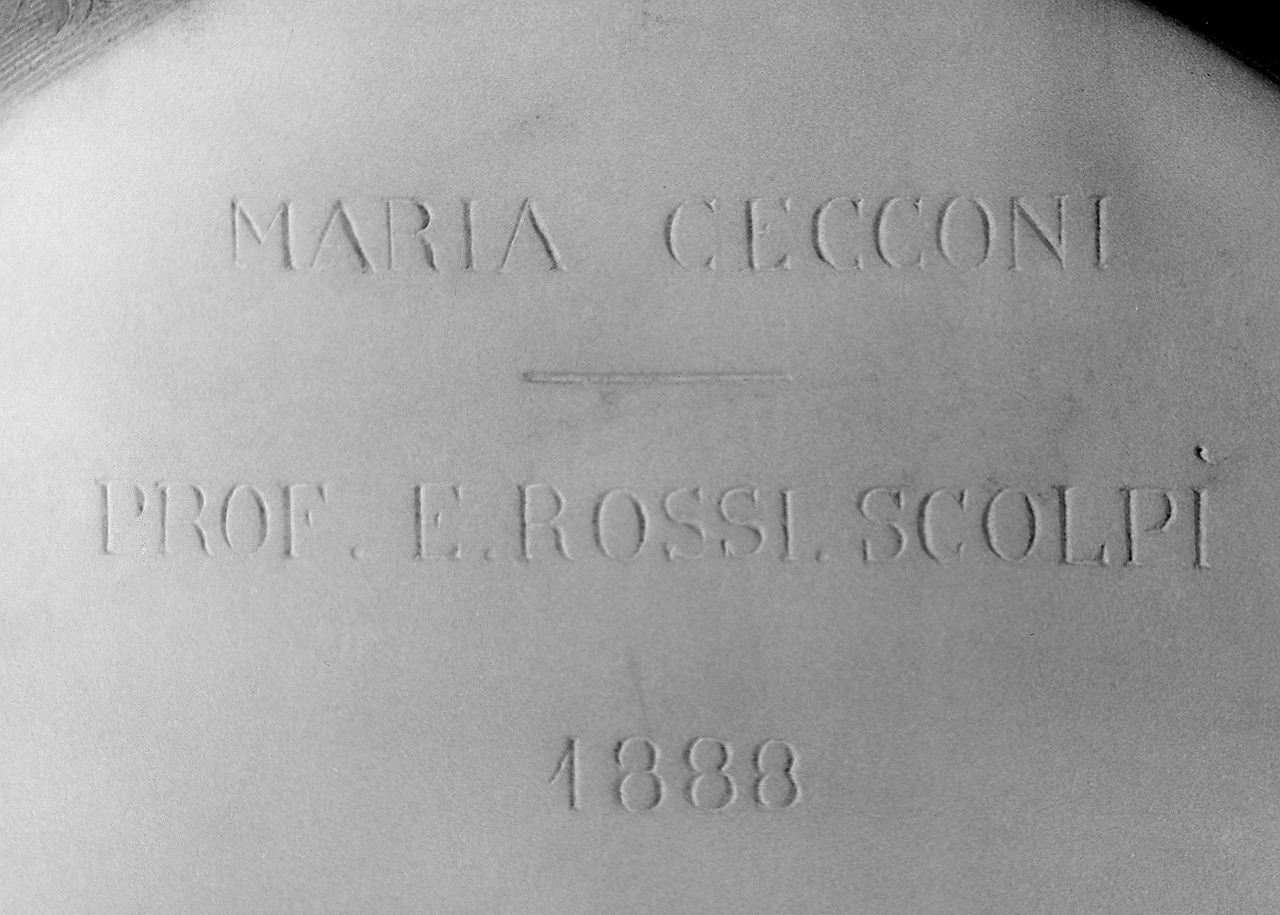 MARIA CECCONI
PROF. E. ROSSI. SCOLPÌ
1888